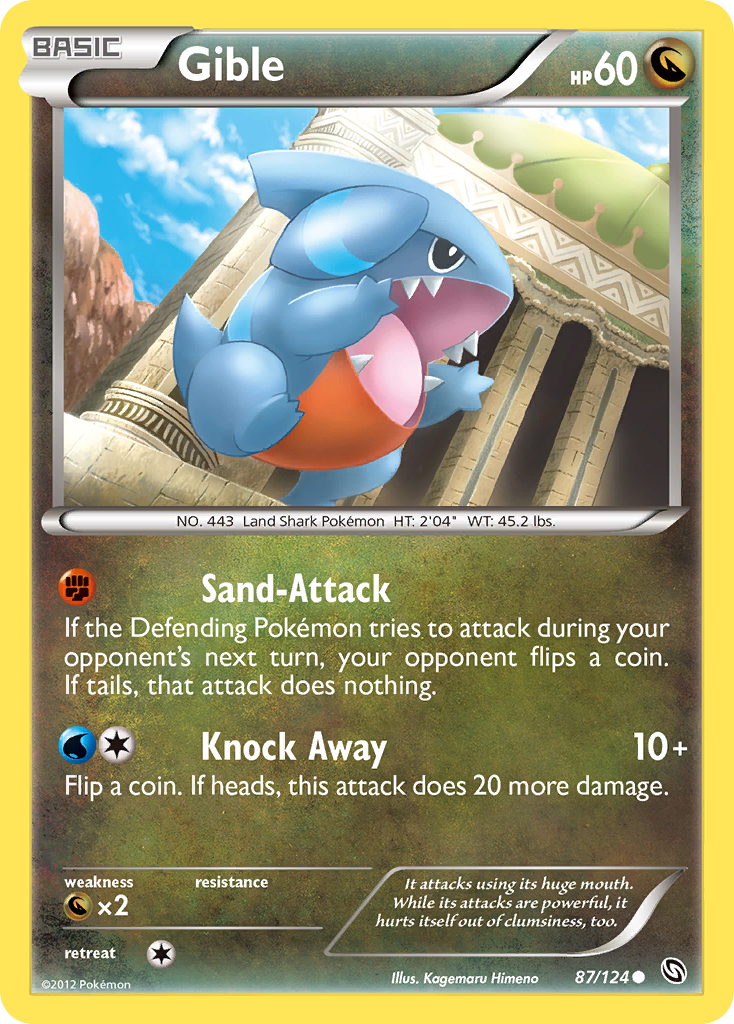 BASIC
Gible
HP60
NO. 443 Land Shark Pokémon HT: 2'04" WT: 45.2 lbs.
Sand-Attack
If the Defending Pokémon tries to attack during your
opponent's next turn, your opponent flips a coin.
If tails, that attack does nothing.
Knock Away 10+
Flip a coin. If heads, this attack does 20 more damage.
weakness resistance
×2
It attacks using its huge mouth.
While its attacks are powerful, it
hurts itself out of clumsiness, too.
retreat
©2012 Pokémon
Illus. Kagemaru Himeno
87/124